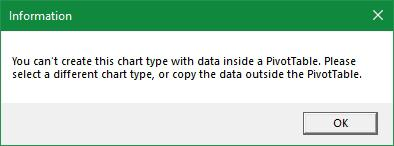 Information
You can't create this chart type with data inside a PivotTable. Please
select a different chart type, or copy the data outside the PivotTable.
OK